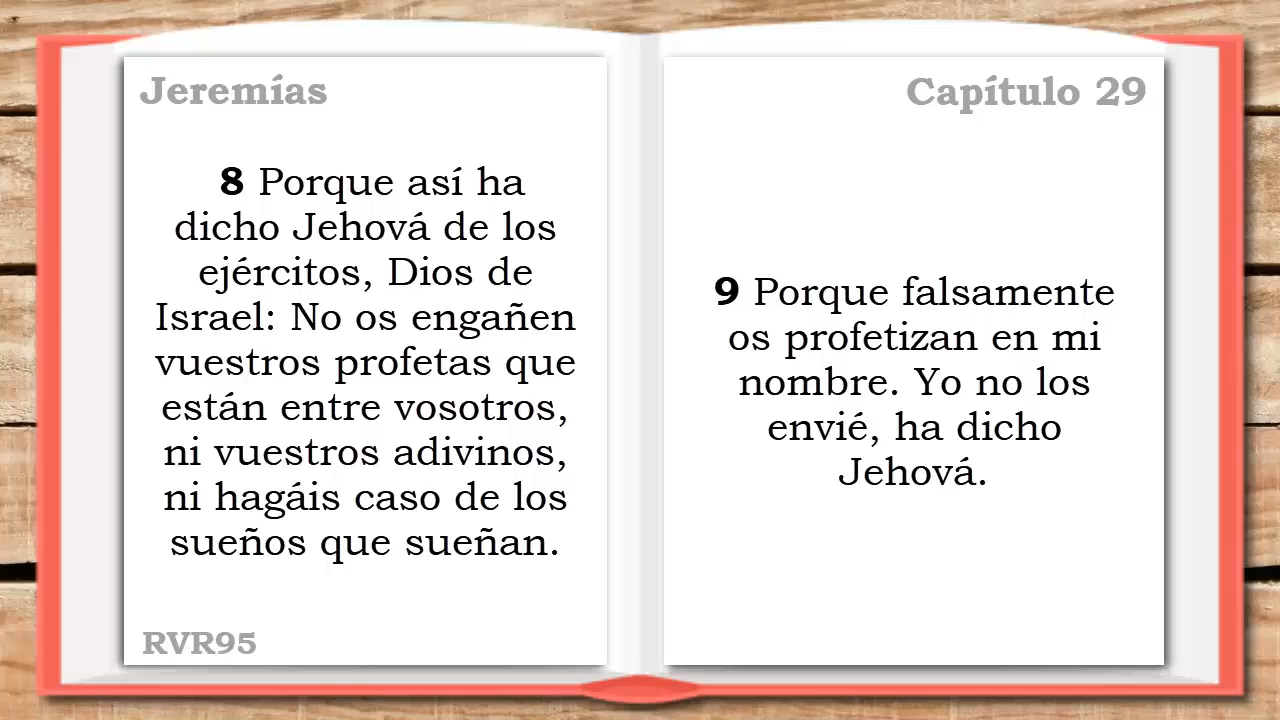 Jeremías
8 Porque así ha
dicho Jehová de los
ejércitos, Dios de
Israel: No os engañen
vuestros profetas que
están entre vosotros,
ni vuestros adivinos,
ni hagáis caso de los
sueños que sueñan.
RVR95
Capítulo 29
9 Porque falsamente
os profetizan en mi
nombre. Yo no los
envié, ha dicho
Jehová.